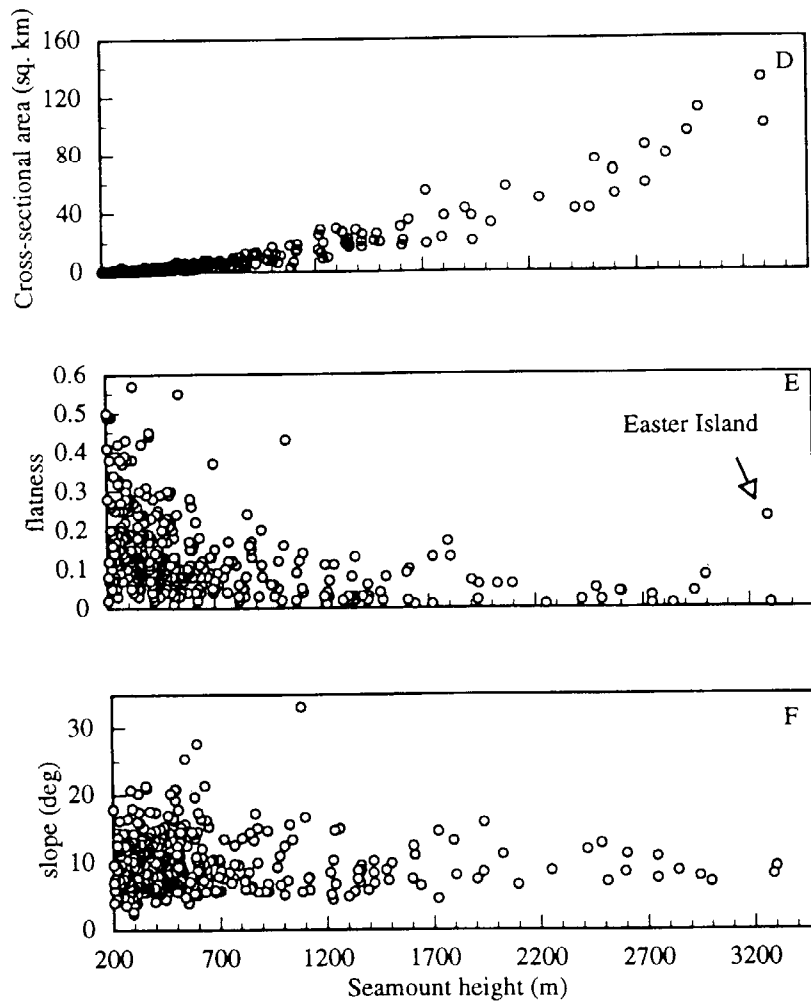 Cross-sectional area (sq. km)
160
120
80
40
0
D
flatness
0.6
0.5
0.4
0.3
0.2
0.1
0
E
Easter Island
slope (deg)
30
20
10
0
F
200 700 1200 1700 2200 2700 3200
Seamount height (m)